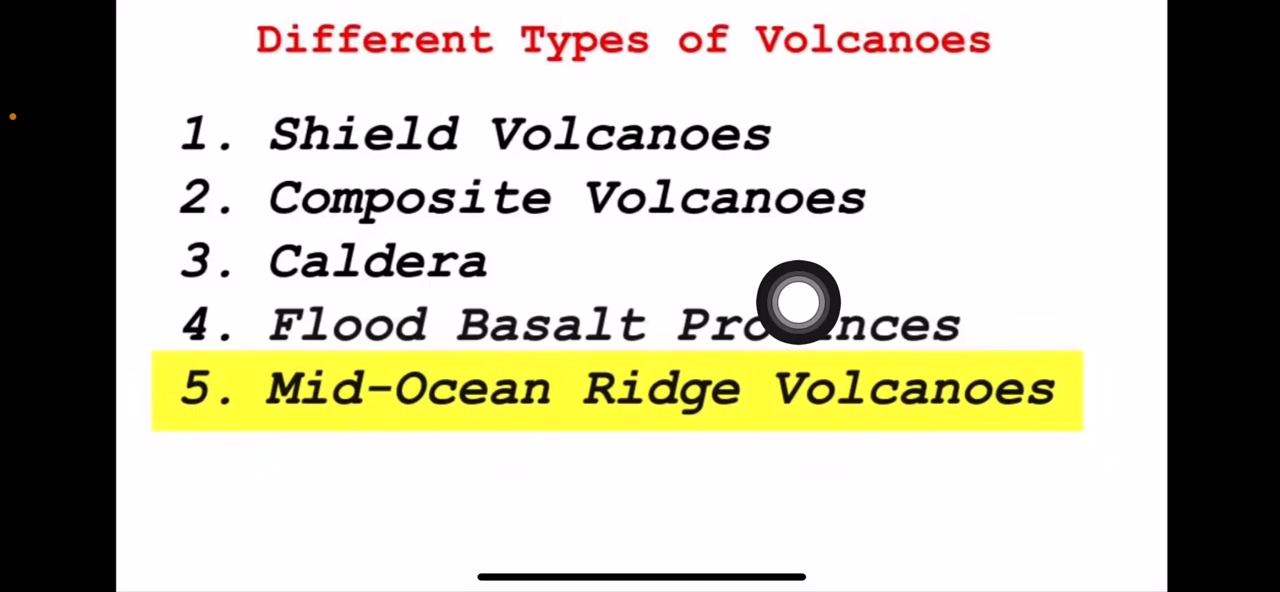 Different Types of Volcanoes
1. Shield Volcanoes
2. Composite Volcanoes
3. Caldera
4. Flood Basalt
5. Mid-Ocean Ridge Volcanoes